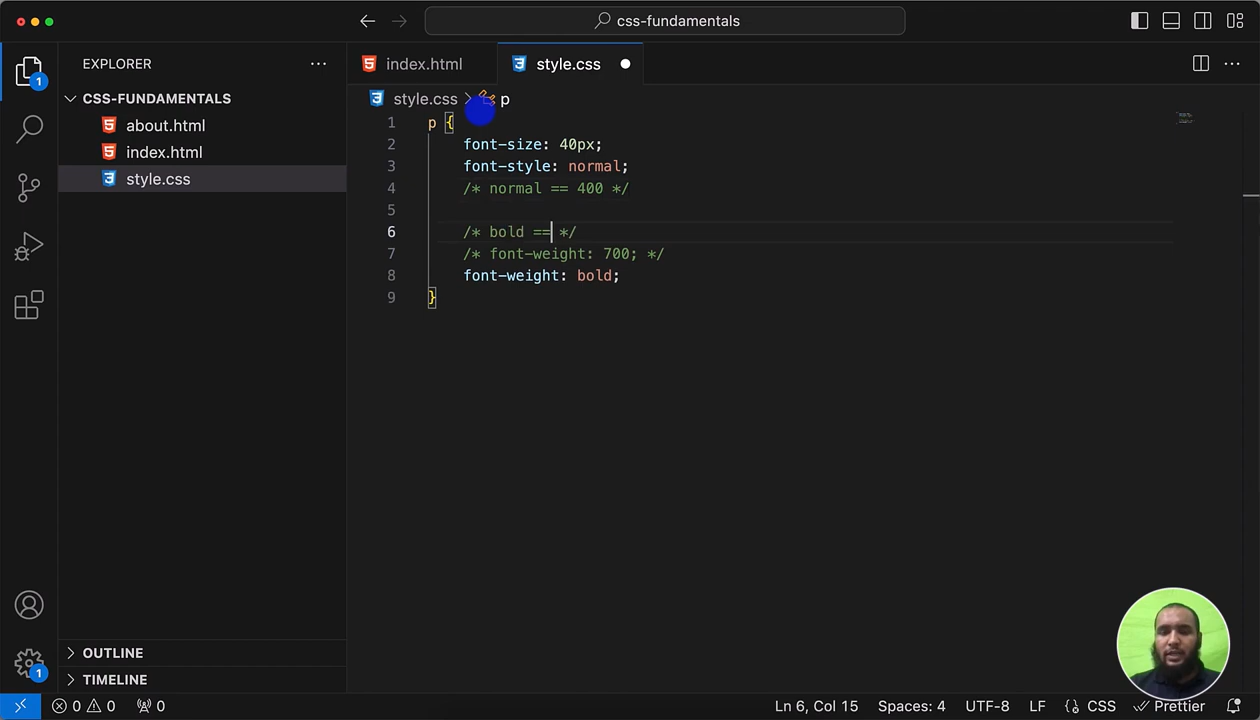 css-fundamentals
EXPLORER
index.html
style.css
1
CSS-FUNDAMENTALS
style.css
p
about.html
index.html
style.css
1 p {
2 font-size: 40px;
3 font-style: normal;
4 /* normal == 400 */
5
6 /* bold == */
7 /* font-weight: 700; */
8 font-weight: bold;
9 }
OUTLINE
TIMELINE
1
0 0 0
Ln 6, Col 15 Spaces: 4 UTF-8 LF {} CSS Prettier